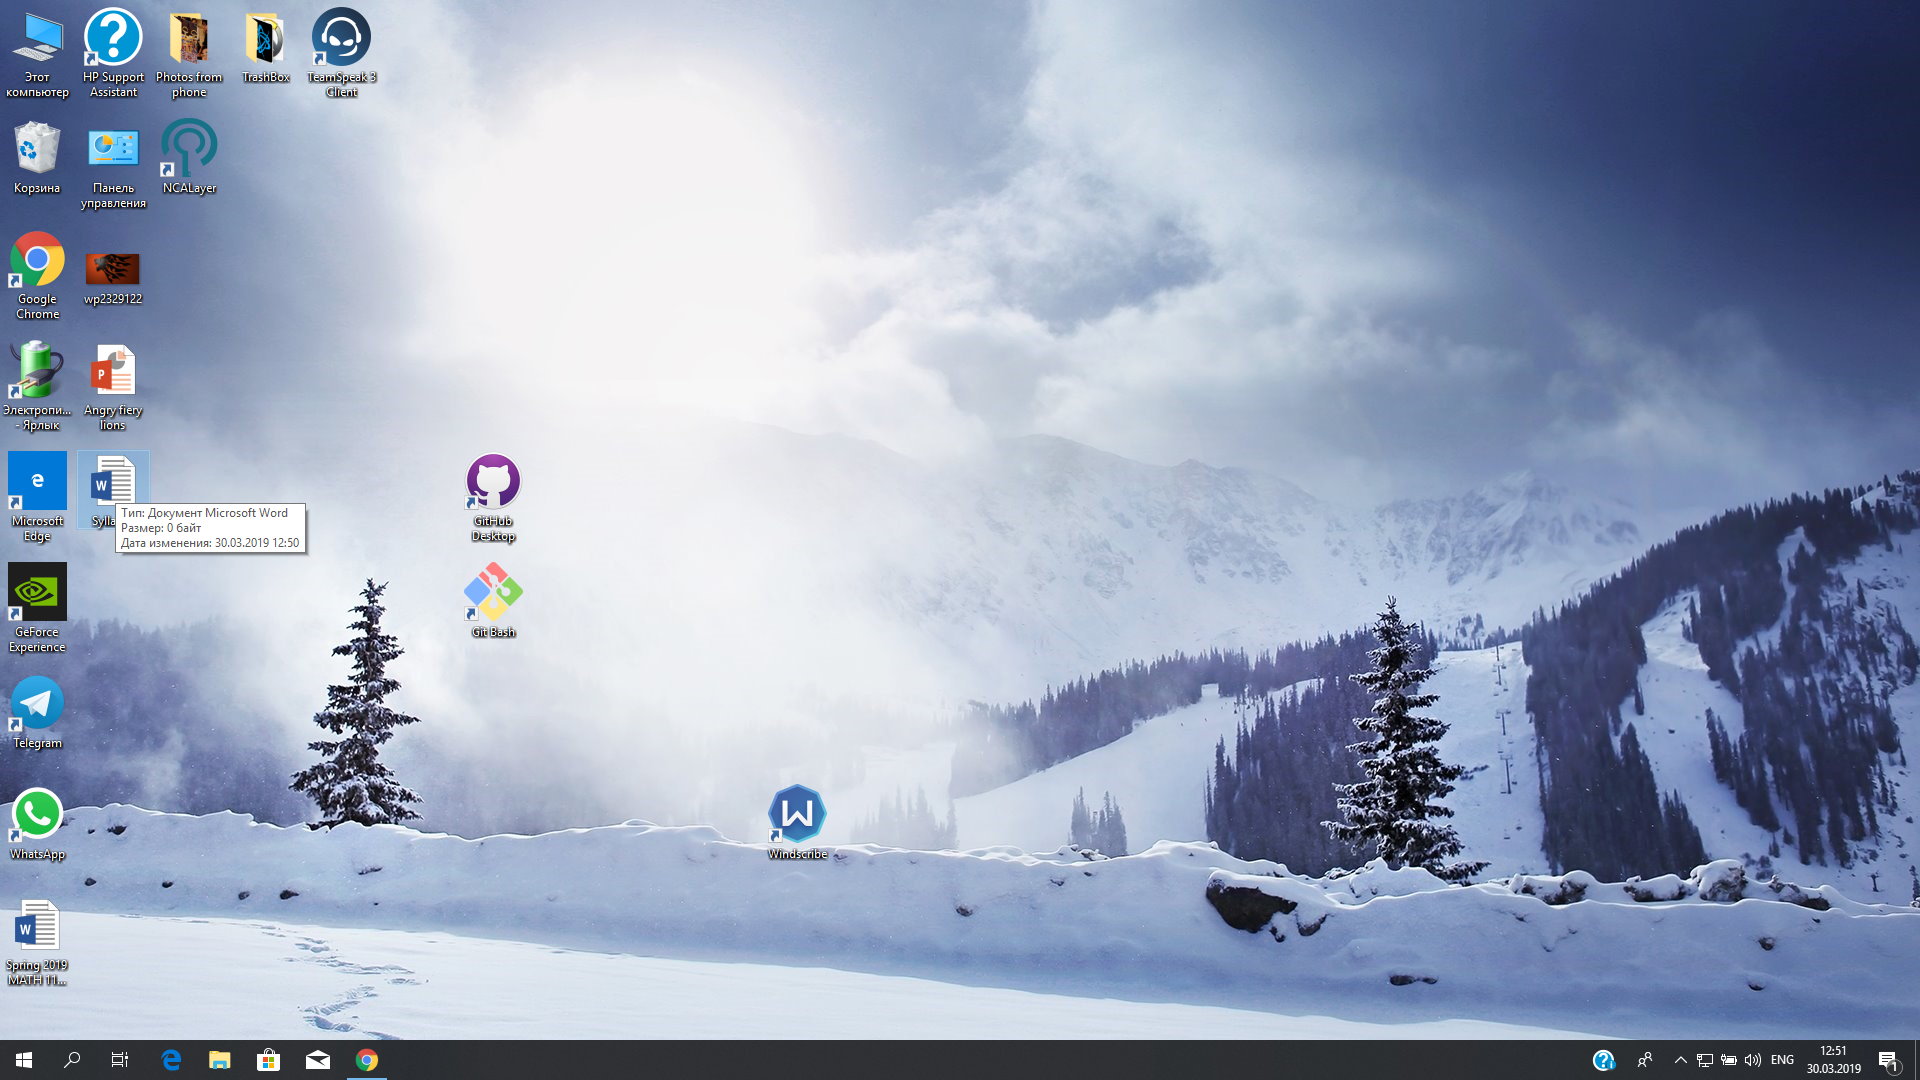 Этот
компьютер
HP Support
Assistant
Photos from
phone
TrashBox
TeamSpeak 3
Client
Корзина
Панель
управления
NCALayer
Google
Chrome
wp2329122
Электропи...
- Ярлык
Angry fiery
lions
Microsoft
Edge
Тип: Документ Microsoft Word
Размер: 0 байт
Дата изменения: 30.03.2019 12:50
GitHub
Desktop
GeForce
Experience
Git Bash
Telegram
WhatsApp
Windscribe
Spring 2019
MATH 11...
ENG
12:51
30.03.2019
1